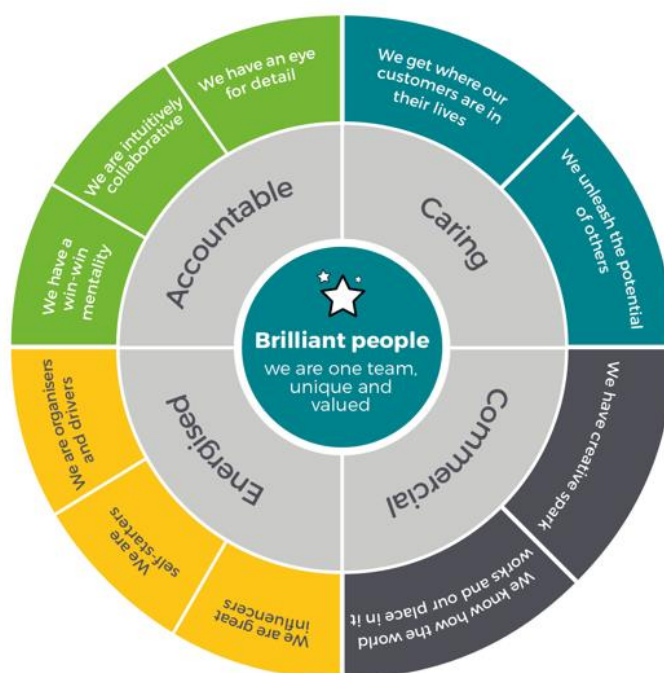 Brilliant people
we are one team,
unique and
valued
Accountable
Caring
Commercial
Energised
We have an eye
for detail
We are intuitively
collaborative
We have a
win-win
mentality
We get where our
customers are in
their lives
We unleash the potential
of others
We have creative spark
We know how the world
works and our place in it
We are great
influencers
We are
self-starters
We are organisers
and drivers